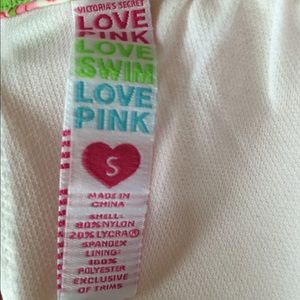 VICTORIA'S SECRET
LOVE
PINK
LOVE
SWIM
LOVE
PINK
S
MADE IN
CHINA
SHELL:
80% NYLON
20% LYCRA®
SPANDEX
LINING:
100%
POLYESTER
EXCLUSIVE
OF TRIMS